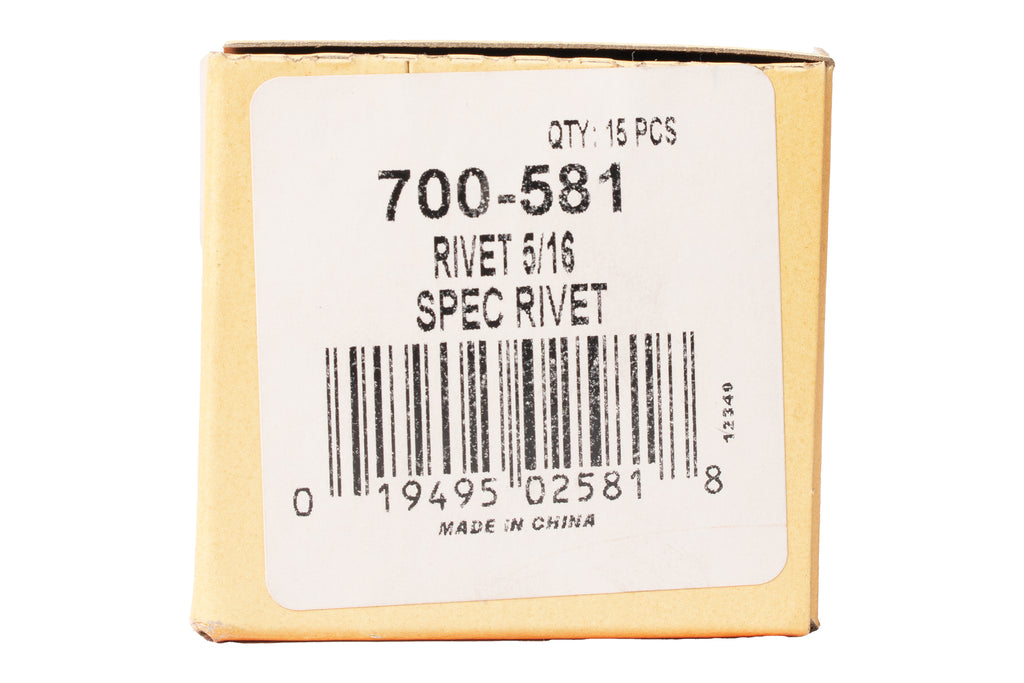 QTY: 15 PCS
700-581
RIVET 5/16
SPEC RIVET
12340
0 19495 02581 8
MADE IN CHINA